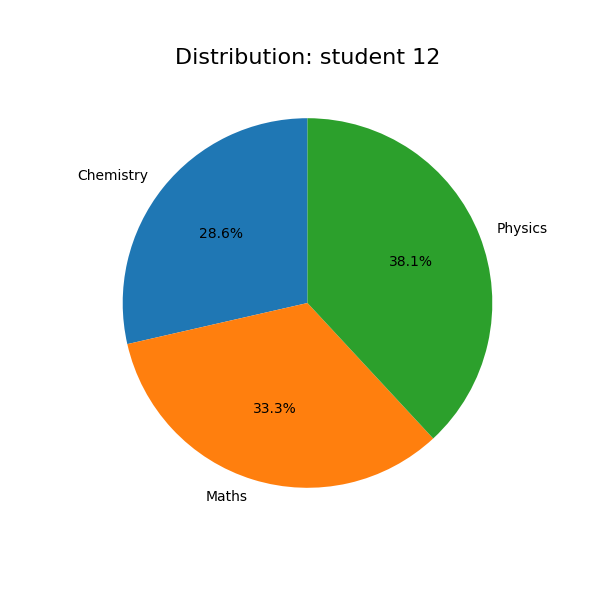 Distribution: student 12
Chemistry
Physics
28.6%
38.1%
33.3%
Maths